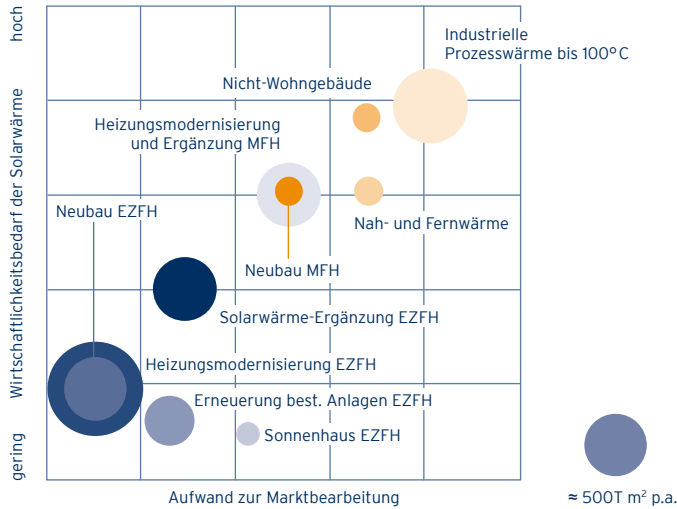 hoch
Wirtschaftlichkeitsbedarf der Solarwärme
gering
Industrielle
Prozesswärme bis 100°C
Nicht-Wohngebäude
Heizungsmodernisierung
und Ergänzung MFH
Neubau EZFH
Nah- und Fernwärme
Neubau MFH
Solarwärme-Ergänzung EZFH
Heizungsmodernisierung EZFH
Erneuerung best. Anlagen EZFH
Sonnenhaus EZFH
Aufwand zur Marktbearbeitung
≈ 500T m² p.a.